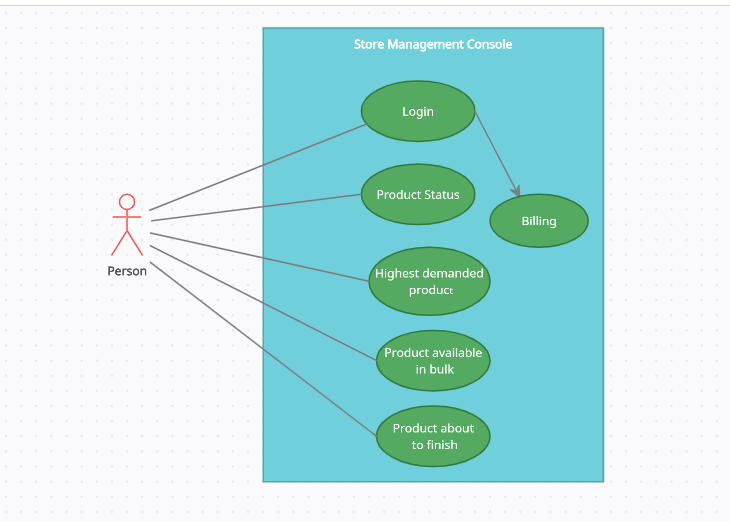 Store Management Console
Login
Product Status
Billing
Highest demanded
product
Person
Product available
in bulk
Product about
to finish